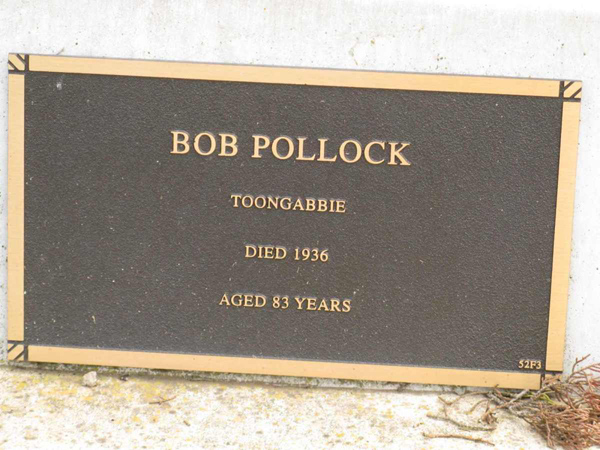 BOB POLLOCK
TOONGABBIE
DIED 1936
AGED 83 YEARS
52F3